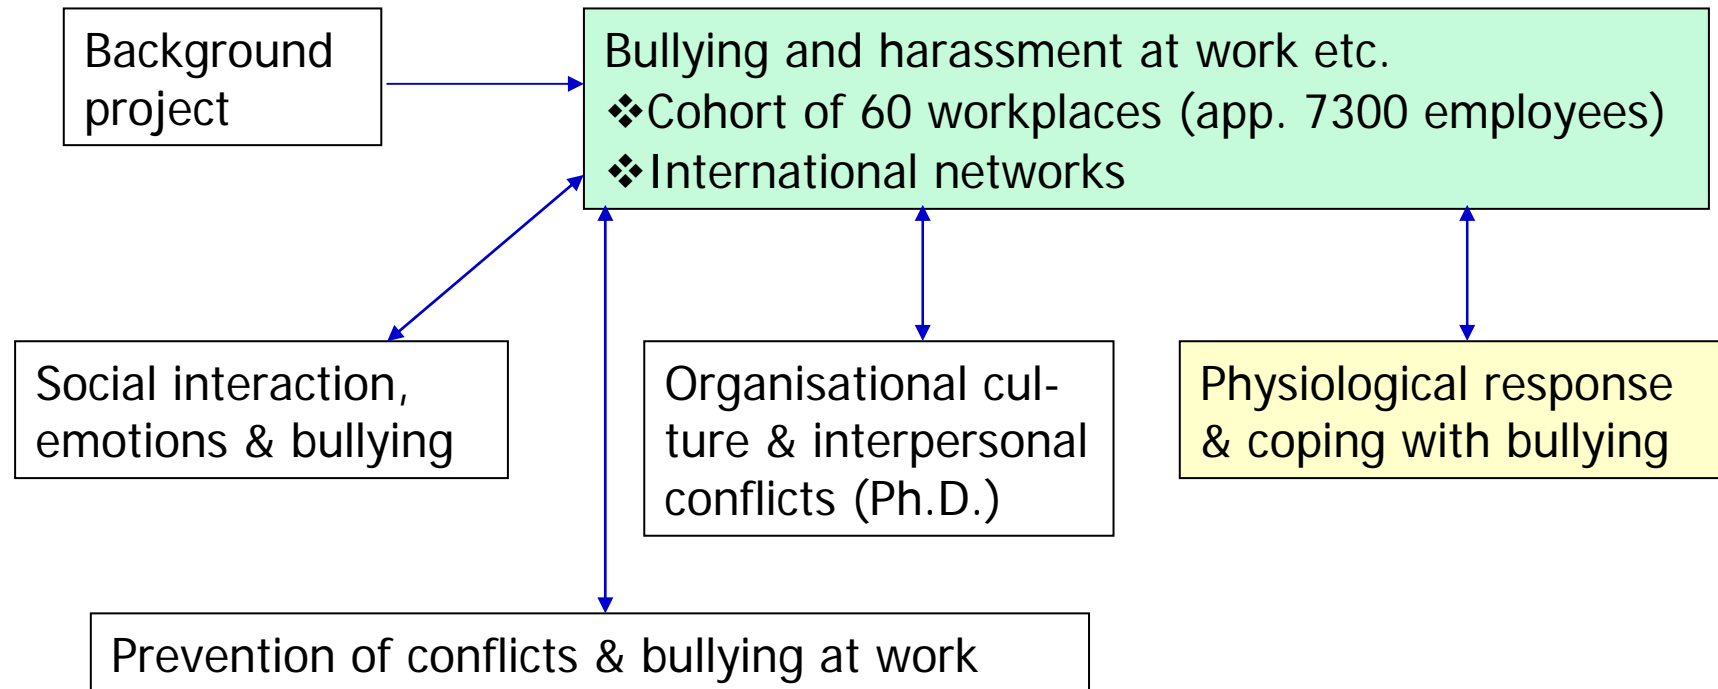 Background
project
Bullying and harassment at work etc.
❖Cohort of 60 workplaces (app. 7300 employees)
❖International networks
Social interaction,
emotions & bullying
Organisational cul-
ture & interpersonal
conflicts (Ph.D.)
Physiological response
& coping with bullying
Prevention of conflicts & bullying at work